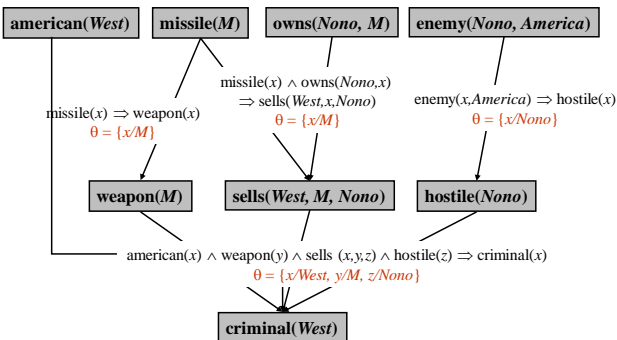 american(West) missile(M) owns(Nono, M) enemy(Nono, America)
missile(x) ∧ owns(Nono,x)
⇒ sells(West,x,Nono)
θ = {x/M}
missile(x) ⇒ weapon(x)
θ = {x/M}
enemy(x,America) ⇒ hostile(x)
θ = {x/Nono}
weapon(M) sells(West, M, Nono) hostile(Nono)
american(x) ∧ weapon(y) ∧ sells (x,y,z) ∧ hostile(z) ⇒ criminal(x)
θ = {x/West, y/M, z/Nono}
criminal(West)